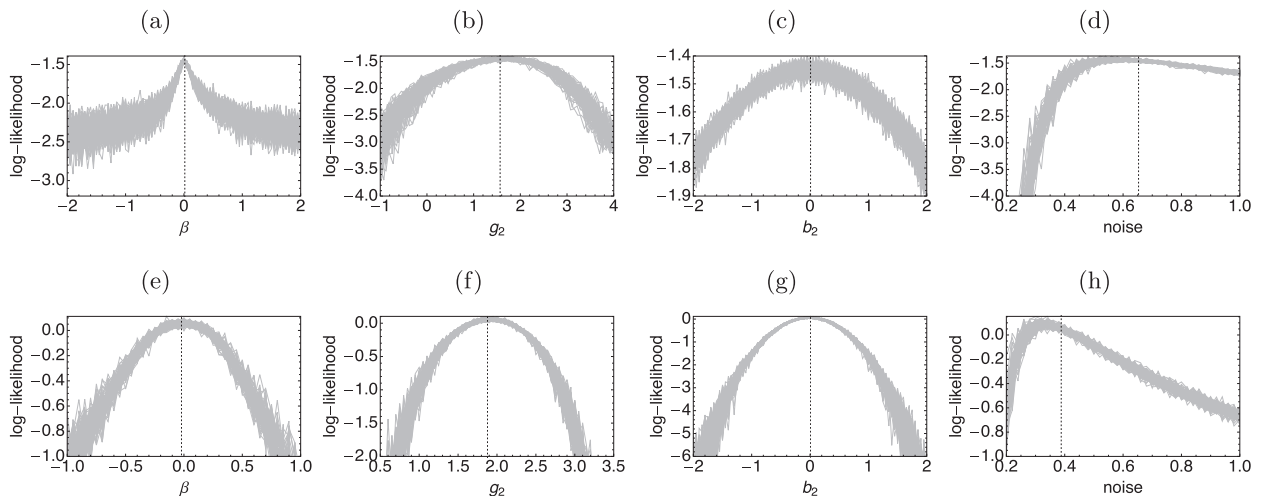 (a) (b) (c) (d)
log−likelihood −1.5 −2.0 −2.5 −3.0
−2 −1 0 1 2
β
log−likelihood −1.5 −2.0 −2.5 −3.0 −3.5 −4.0
−1 0 1 2 3 4
g₂
log−likelihood −1.4 −1.5 −1.6 −1.7 −1.8 −1.9
−2 −1 0 1 2
b₂
log−likelihood −1.5 −2.0 −2.5 −3.0 −3.5 −4.0
0.2 0.4 0.6 0.8 1.0
noise
(e) (f) (g) (h)
log−likelihood 0.0 −0.2 −0.4 −0.6 −0.8 −1.0
−1.0 −0.5 0.0 0.5 1.0
β
log−likelihood 0.0 −0.5 −1.0 −1.5 −2.0
0.5 1.0 1.5 2.0 2.5 3.0 3.5
g₂
log−likelihood 0 −1 −2 −3 −4 −5 −6
−2 −1 0 1 2
b₂
log−likelihood 0.0 −0.2 −0.4 −0.6 −0.8 −1.0
0.2 0.4 0.6 0.8 1.0
noise